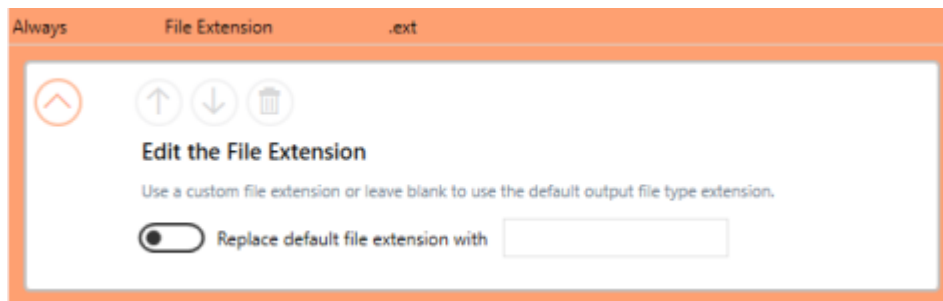 Always File Extension .ext
Edit the File Extension
Use a custom file extension or leave blank to use the default output file type extension.
Replace default file extension with